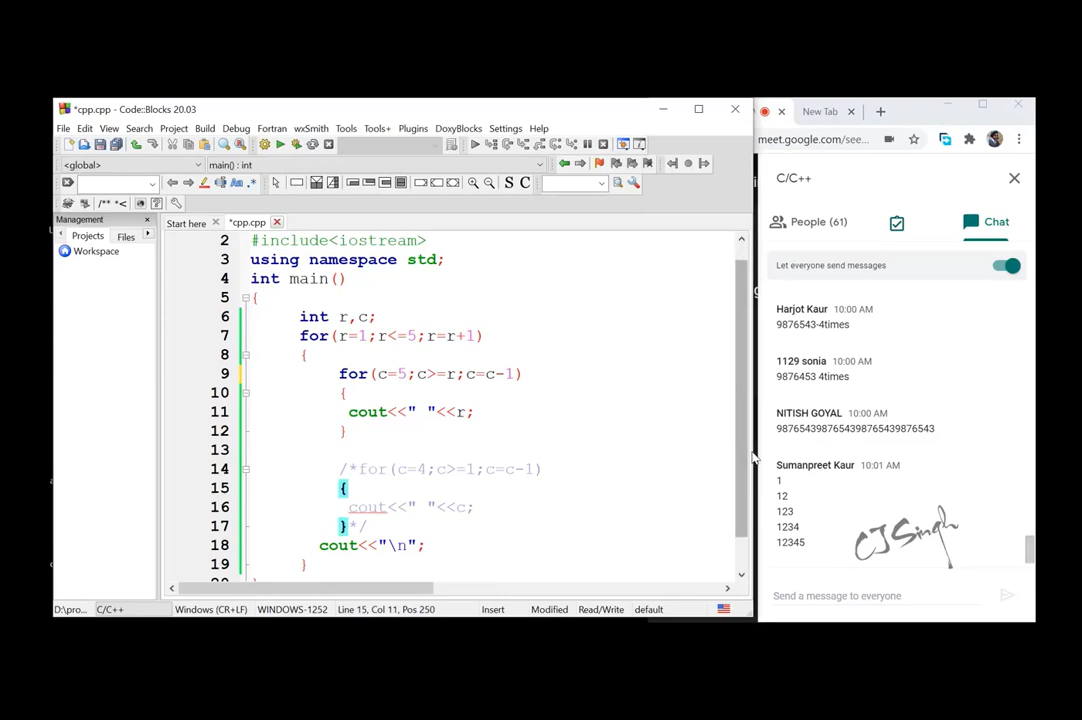 *cpp.cpp - Code::Blocks 20.03
File Edit View Search Project Build Debug Fortran wxSmith Tools Tools+ Plugins DoxyBlocks Settings Help
<global>
main() : int
Management
Projects Files
Workspace
Start here
*cpp.cpp
2 #include<iostream>
3 using namespace std;
4 int main()
5 {
6 int r,c;
7 for(r=1;r<=5;r=r+1)
8 {
9 for(c=5;c>=r;c=c-1)
10 {
11 cout<<" "<<r;
12 }
13
14 /*for(c=4;c>=1;c=c-1)
15 {
16 cout<<" "<<c;
17 }*/
18 cout<<"\n";
19 }
D:\pro... C/C++ Windows (CR+LF) WINDOWS-1252 Line 15, Col 11, Pos 250 Insert Modified Read/Write default
New Tab
meet.google.com/see...
C/C++
People (61)
Chat
Let everyone send messages
Harjot Kaur 10:00 AM
9876543-4times
1129 sonia 10:00 AM
9876453 4times
NITISH GOYAL 10:00 AM
9876543987654398765439876543
Sumanpreet Kaur 10:01 AM
1
12
123
1234
12345
CJSingh
Send a message to everyone